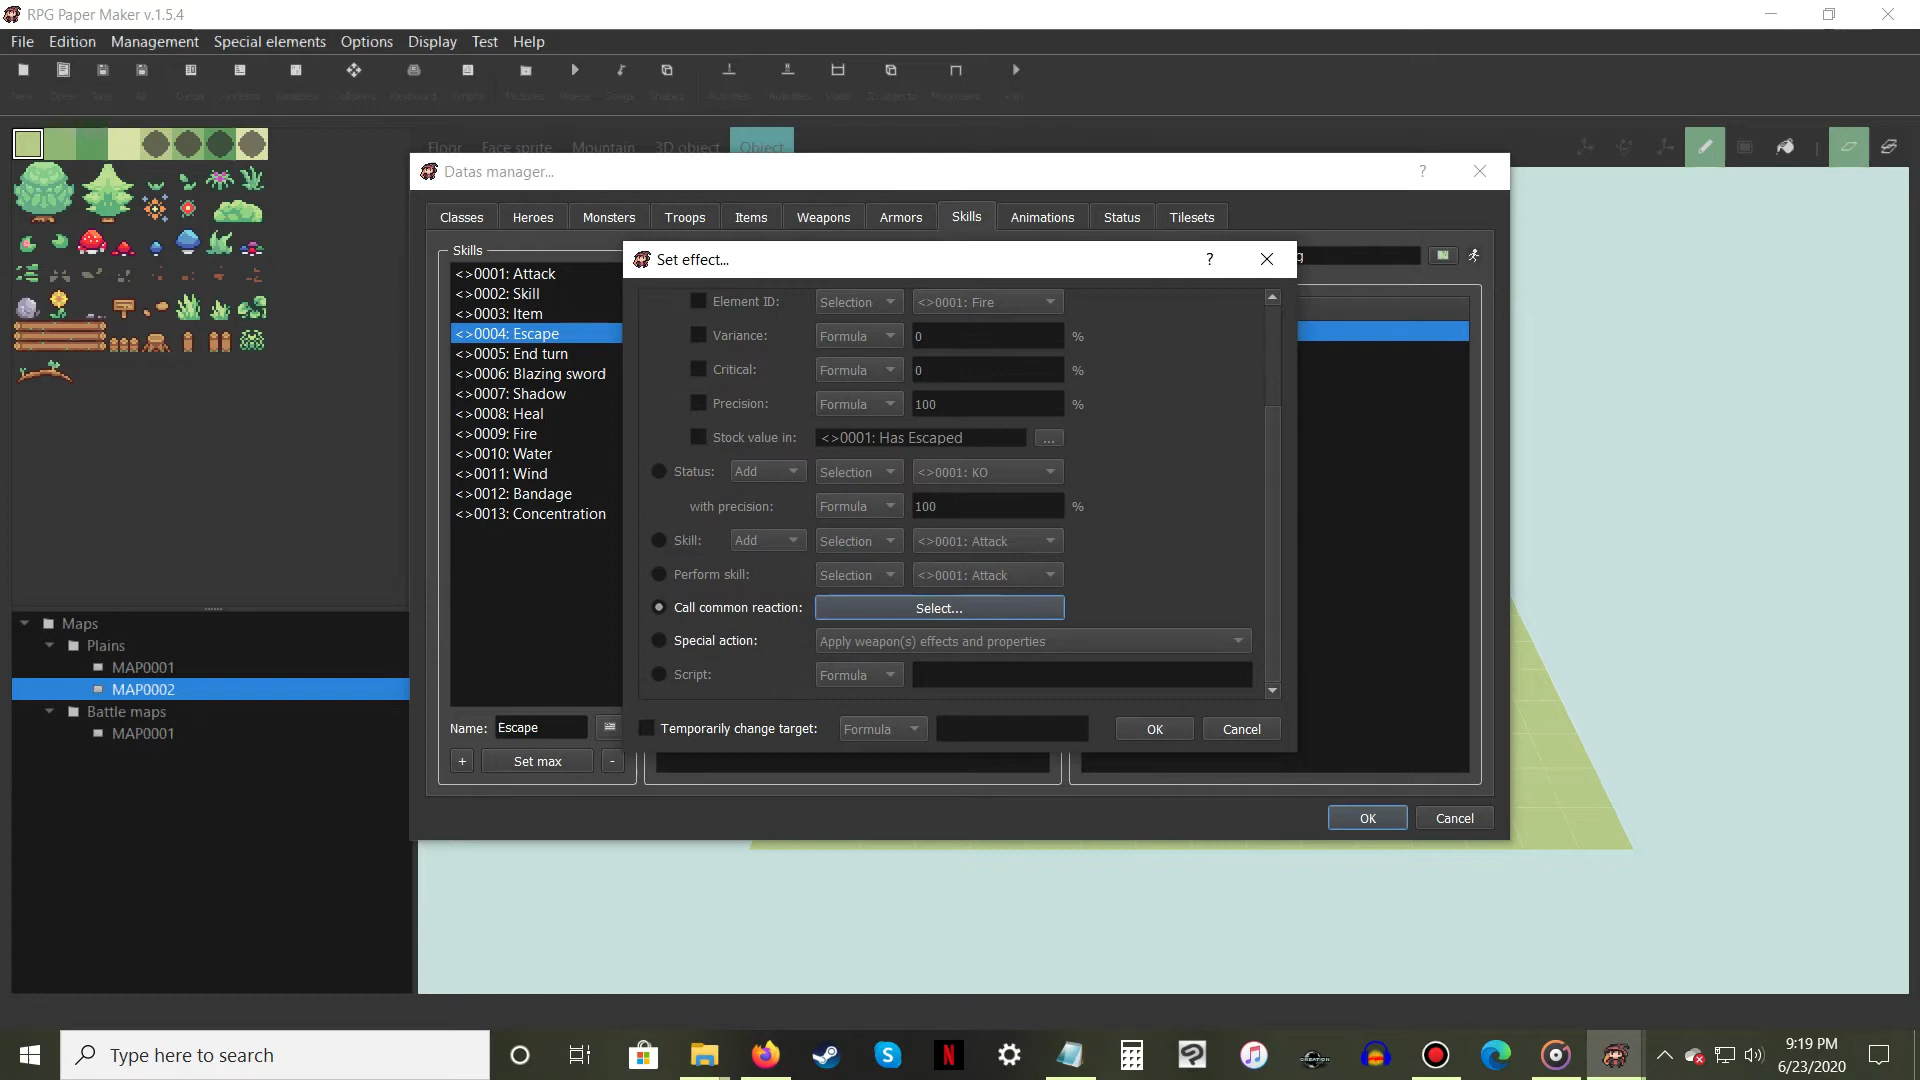 RPG Paper Maker v.1.5.4
File Edition Management Special elements Options Display Test Help
Floor Face sprite Mountain 3D object Object
Datas manager...
?
Classes Heroes Monsters Troops Items Weapons Armors Skills Animations Status Tilesets
Skills
<>0001: Attack
<>0002: Skill
<>0003: Item
<>0004: Escape
<>0005: End turn
<>0006: Blazing sword
<>0007: Shadow
<>0008: Heal
<>0009: Fire
<>0010: Water
<>0011: Wind
<>0012: Bandage
<>0013: Concentration
Name: Escape
+ Set max -
Set effect...
?
Element ID: Selection <>0001: Fire
Variance: Formula 0 %
Critical: Formula 0 %
Precision: Formula 100 %
Stock value in: <>0001: Has Escaped ...
Status: Add Selection <>0001: KO
with precision: Formula 100 %
Skill: Add Selection <>0001: Attack
Perform skill: Selection <>0001: Attack
Call common reaction: Select...
Special action: Apply weapon(s) effects and properties
Script: Formula
Temporarily change target: Formula OK Cancel
OK Cancel
Maps
Plains
MAP0001
MAP0002
Battle maps
MAP0001
Type here to search
9:19 PM
6/23/2020